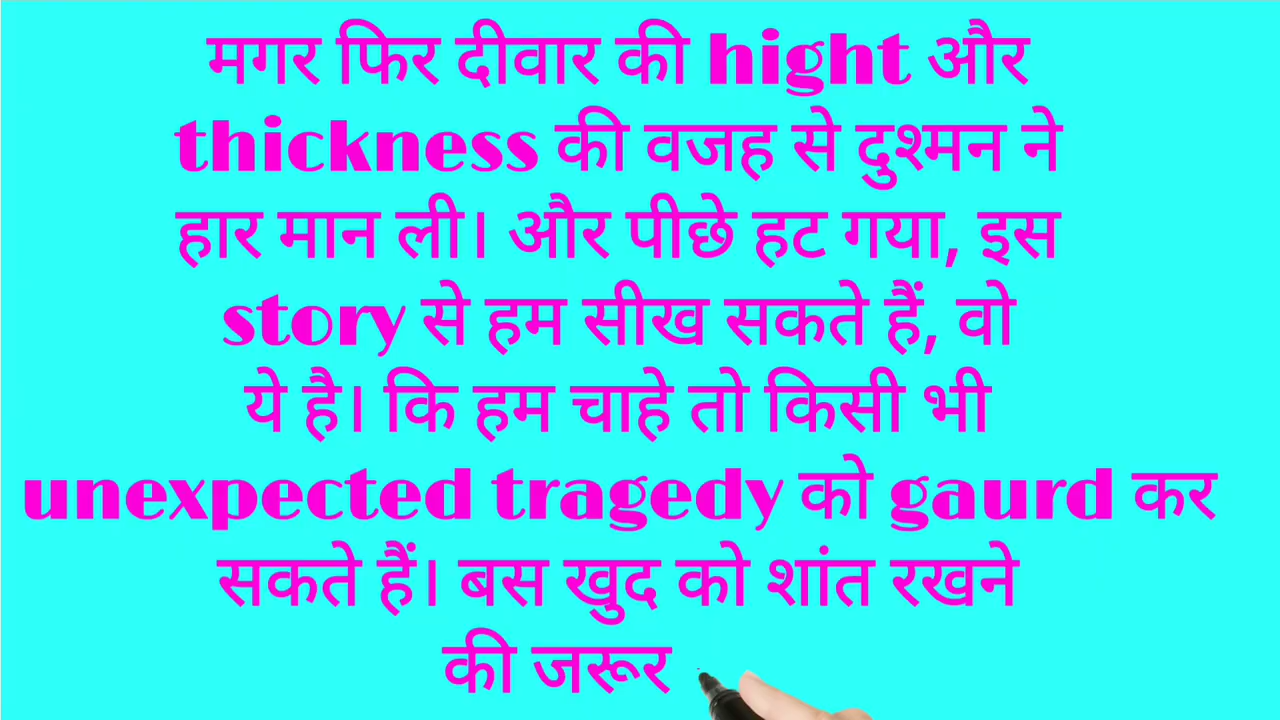 मगर फिर दीवार की hight और
thickness की वजह से दुश्मन ने
हार मान ली। और पीछे हट गया, इस
story से हम सीख सकते हैं, वो
ये है। कि हम चाहे तो किसी भी
unexpected tragedy को gaurd कर
सकते हैं। बस खुद को शांत रखने
की जरूर